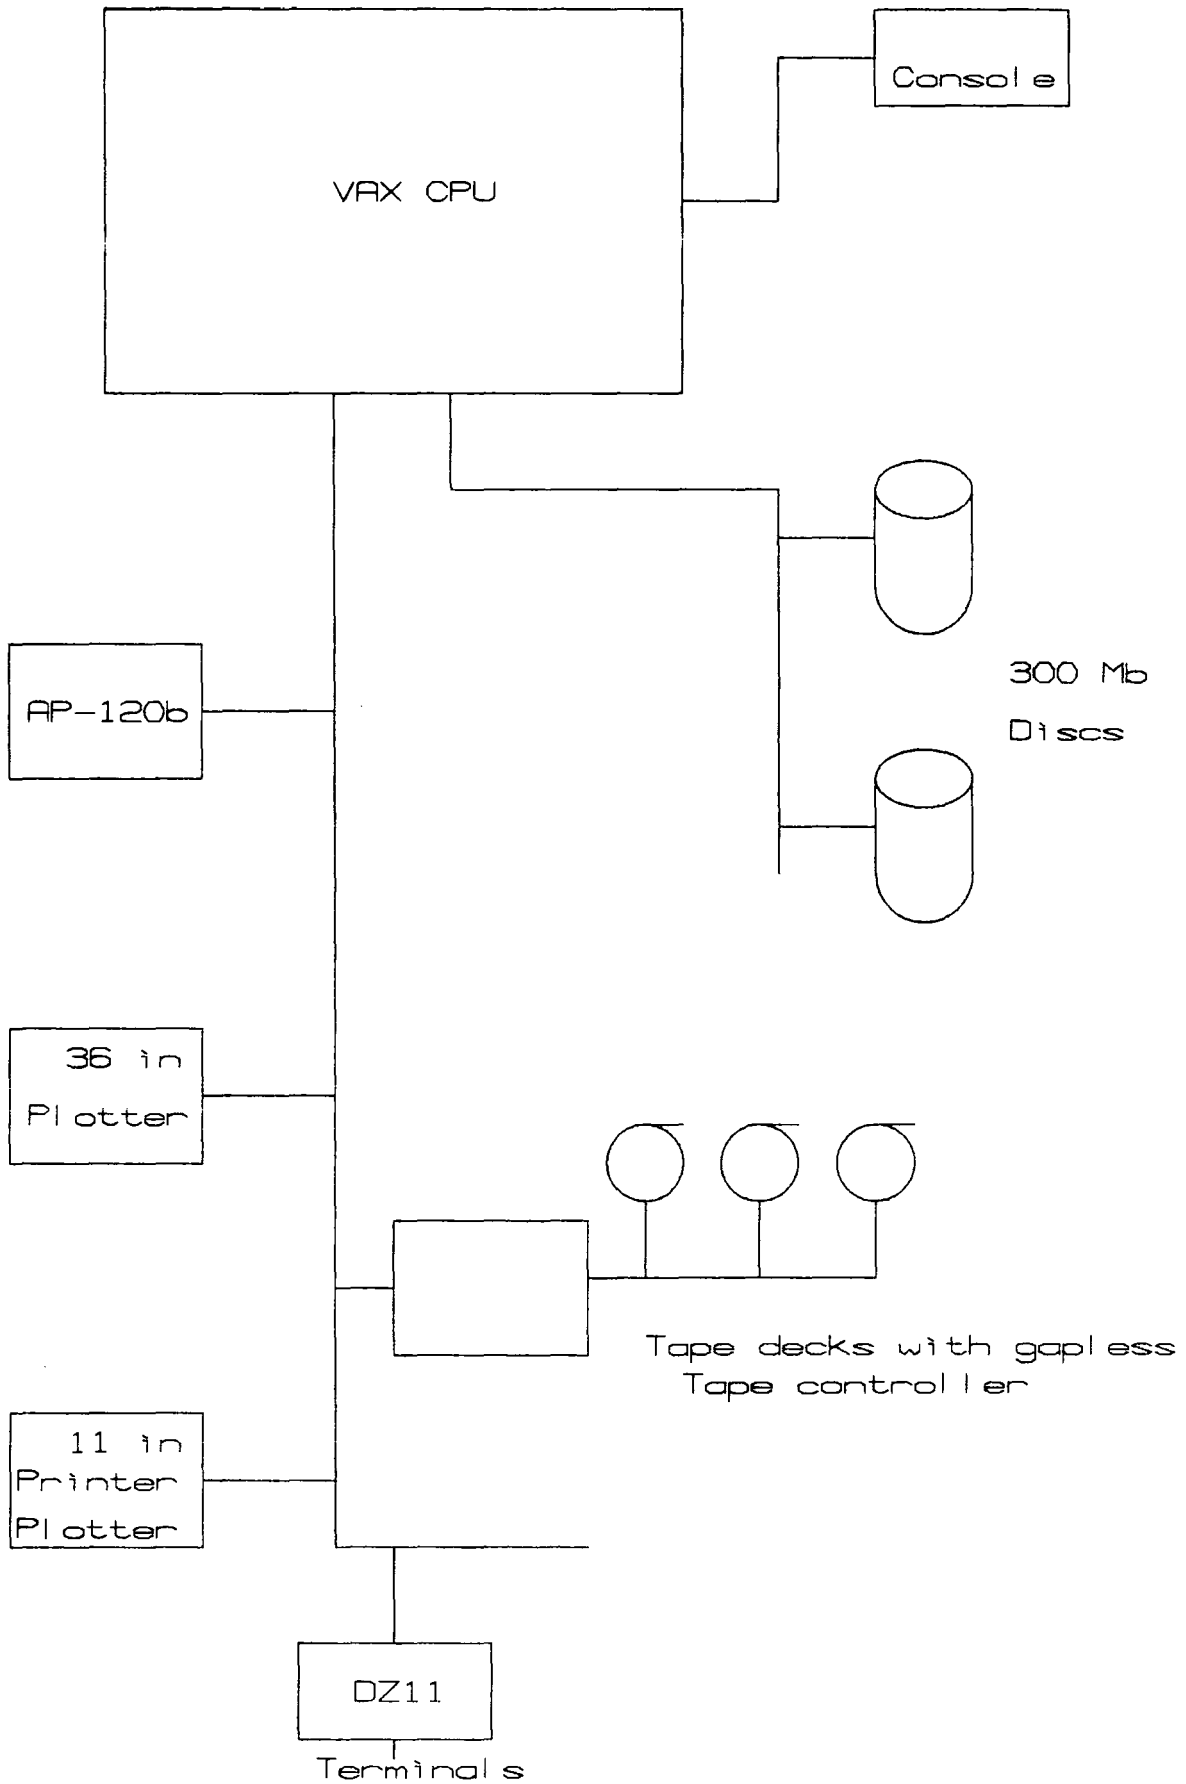 Console
VAX CPU
300 Mb
Discs
AP-120b
36 in
Plotter
Tape decks with gapless
Tape controller
11 in
Printer
Plotter
DZ11
Terminals